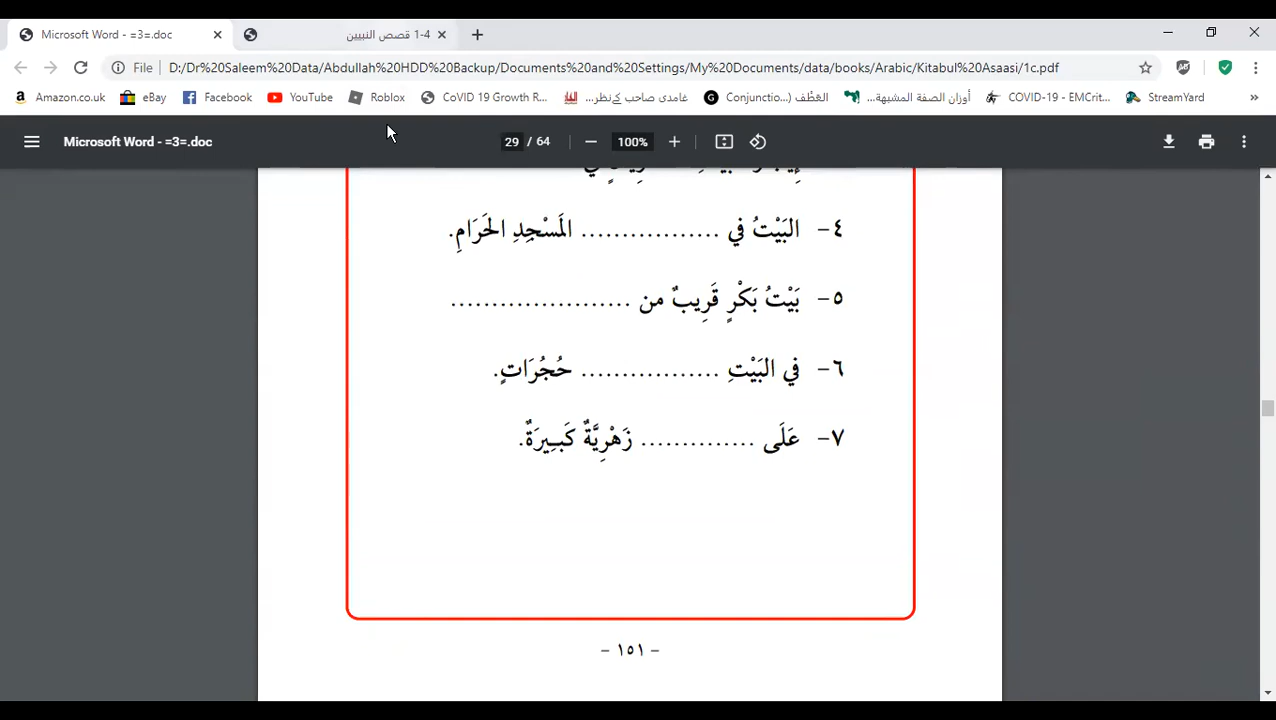 Microsoft Word - =3=.doc
1-4 قصص النبيين
File D:/Dr%20Saleem%20Data/Abdullah%20HDD%20Backup/Documents%20and%20Settings/My%20Documents/data/books/Arabic/Kitabul%20Asaasi/1c.pdf
Amazon.co.uk eBay Facebook YouTube Roblox CoVID 19 Growth R... غامدی صاحب کے نظر... Conjunctio...) العَطْف أوزان الصفة المشبهة... COVID-19 - EMCrit... StreamYard
Microsoft Word - =3=.doc 29 / 64 100%
٤- البَيْتُ في ................. المَسْجِدِ الحَرَامِ.
٥- بَيْتُ بَكْرٍ قَرِيبٌ من ......................
٦- في البَيْتِ ................. حُجُرَاتٍ.
٧- عَلَى .............. زَهْرِيَّةٌ كَبِيرَةٌ.
- ١٥١ -